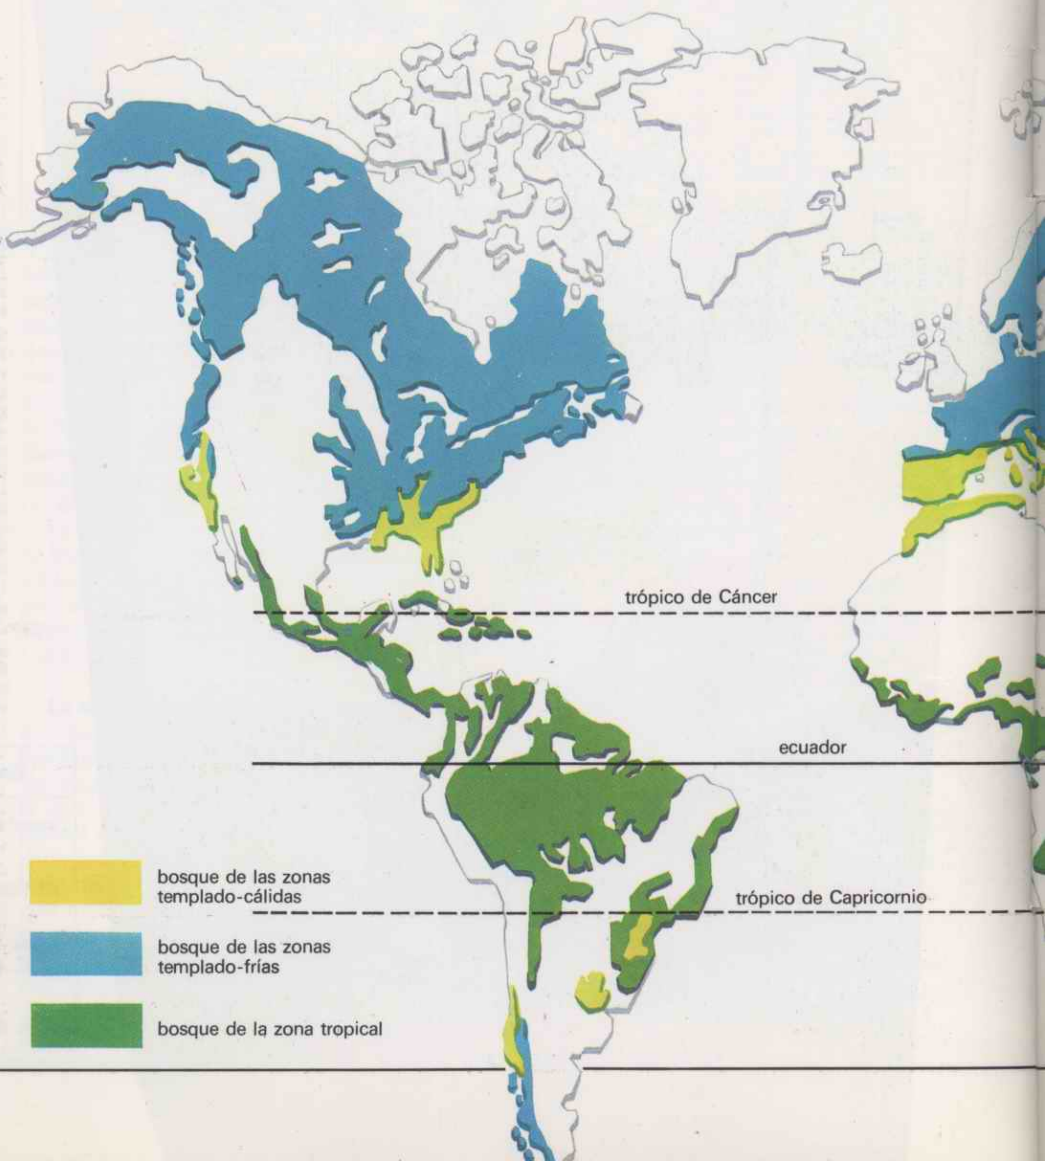 trópico de Cáncer
ecuador
trópico de Capricornio
bosque de las zonas
templado-cálidas
bosque de las zonas
templado-frías
bosque de la zona tropical